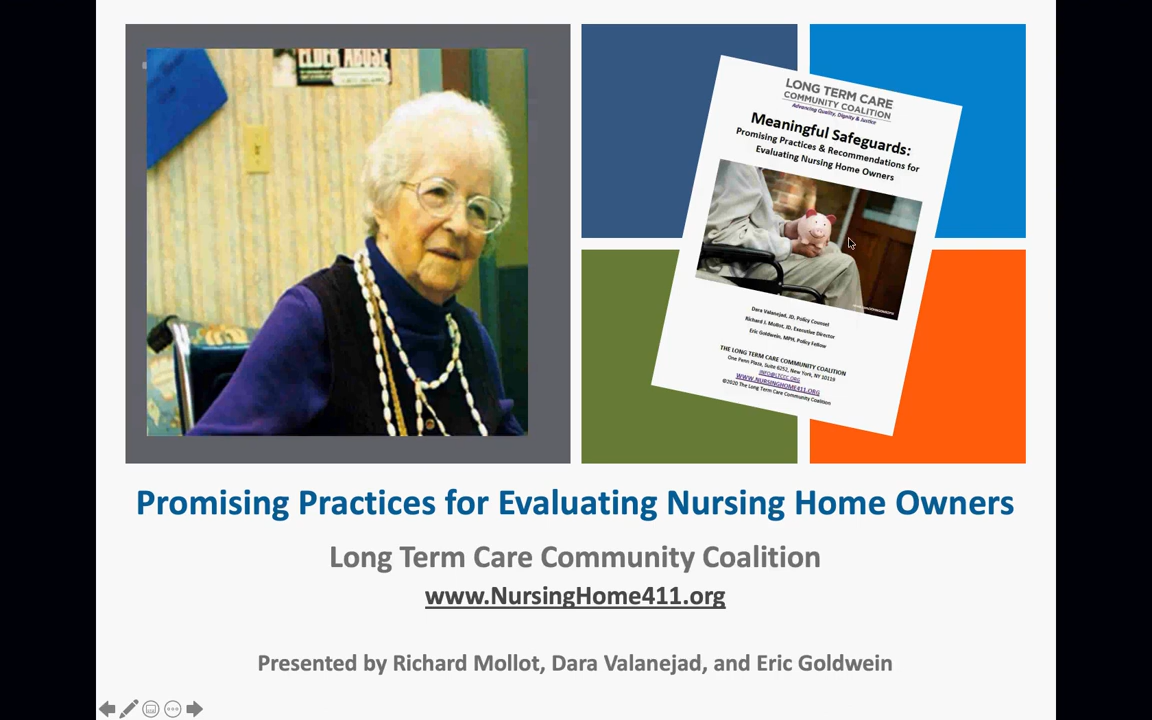 ELDER ABUSE
LONG TERM CARE
COMMUNITY COALITION
Advancing Quality, Dignity & Justice
Meaningful Safeguards:
Promising Practices & Recommendations for
Evaluating Nursing Home Owners
Dara Valanejad, JD, Policy Counsel
Richard J. Mollot, JD, Executive Director
Eric Goldwein, MPH, Policy Fellow
THE LONG TERM CARE COMMUNITY COALITION
One Penn Plaza, Suite 6252, New York, NY 10119
INFO@LTCCC.ORG
WWW.NURSINGHOME411.ORG
©2020 The Long Term Care Community Coalition
Promising Practices for Evaluating Nursing Home Owners
Long Term Care Community Coalition
www.NursingHome411.org
Presented by Richard Mollot, Dara Valanejad, and Eric Goldwein